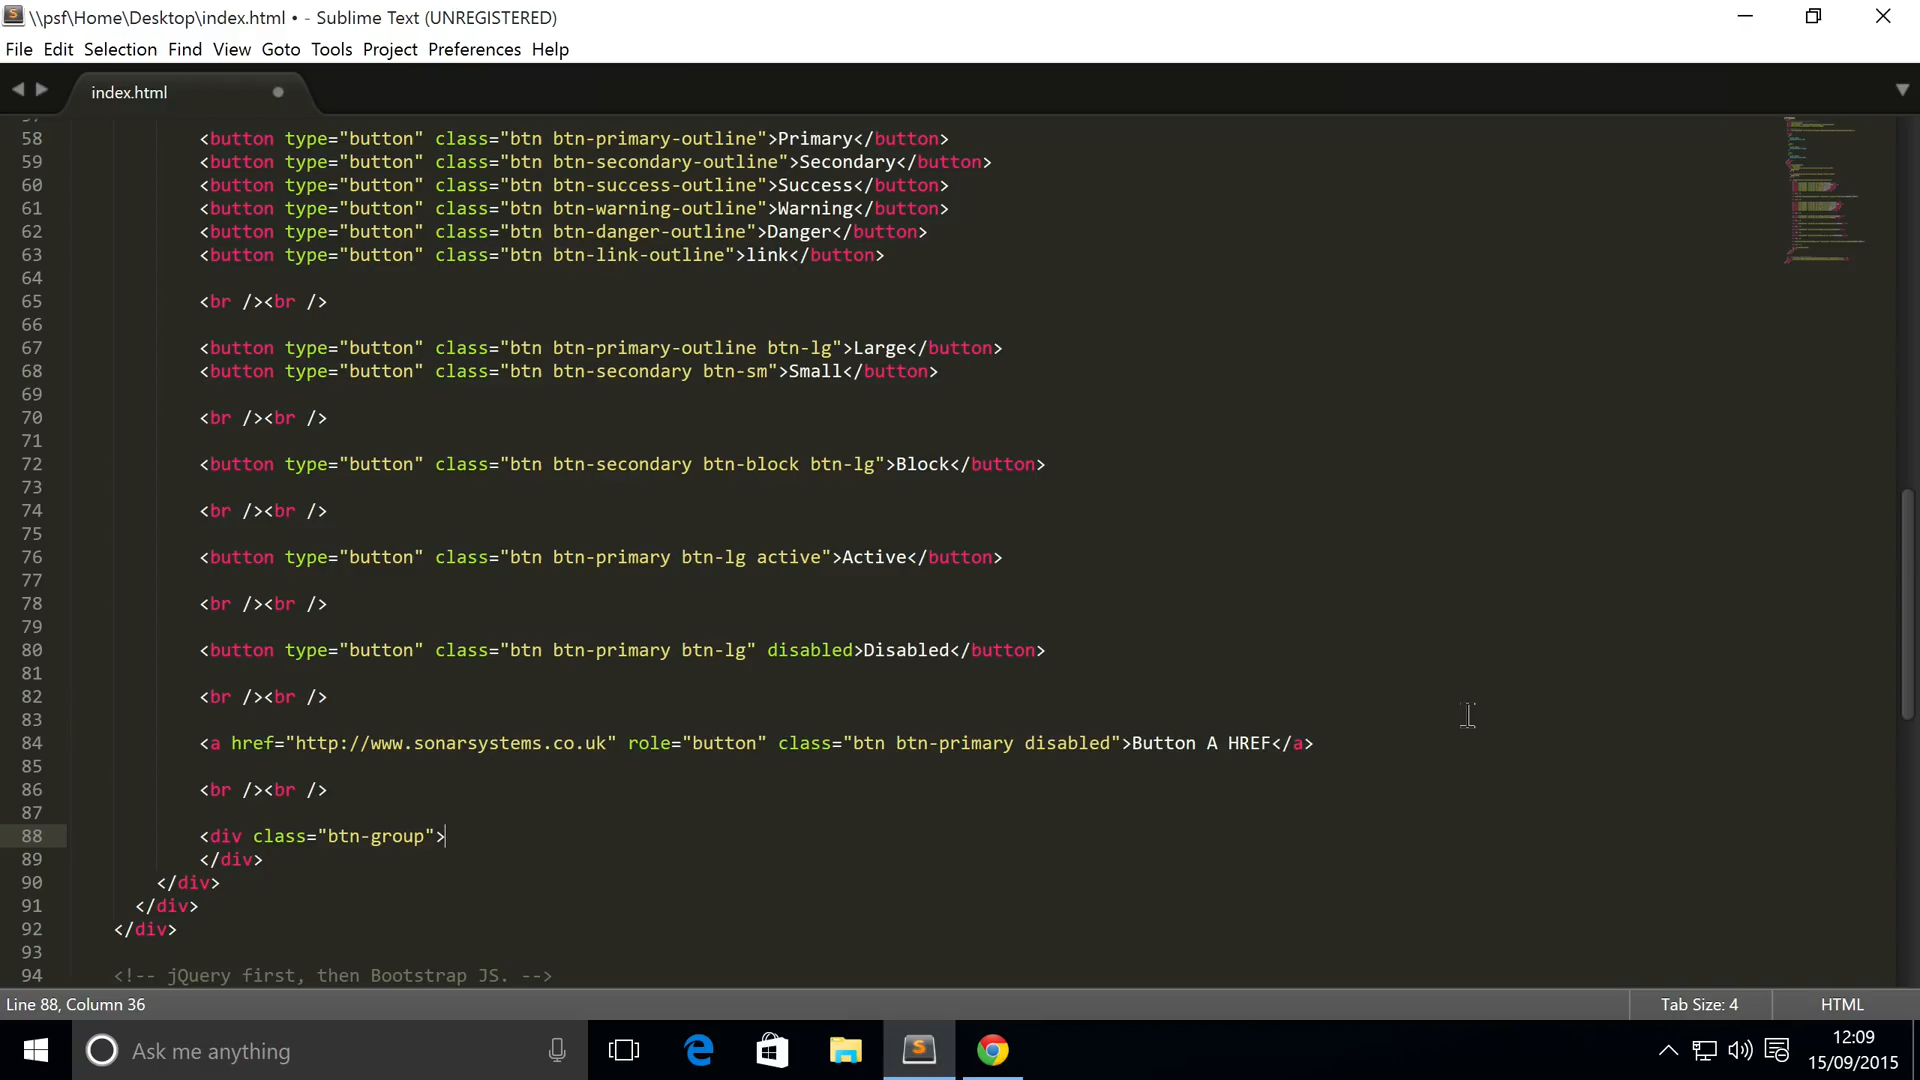 \\psf\Home\Desktop\index.html • - Sublime Text (UNREGISTERED)
File Edit Selection Find View Goto Tools Project Preferences Help
index.html
58 <button type="button" class="btn btn-primary-outline">Primary</button>
59 <button type="button" class="btn btn-secondary-outline">Secondary</button>
60 <button type="button" class="btn btn-success-outline">Success</button>
61 <button type="button" class="btn btn-warning-outline">Warning</button>
62 <button type="button" class="btn btn-danger-outline">Danger</button>
63 <button type="button" class="btn btn-link-outline">link</button>
64
65 <br /><br />
66
67 <button type="button" class="btn btn-primary-outline btn-lg">Large</button>
68 <button type="button" class="btn btn-secondary btn-sm">Small</button>
69
70 <br /><br />
71
72 <button type="button" class="btn btn-secondary btn-block btn-lg">Block</button>
73
74 <br /><br />
75
76 <button type="button" class="btn btn-primary btn-lg active">Active</button>
77
78 <br /><br />
79
80 <button type="button" class="btn btn-primary btn-lg" disabled>Disabled</button>
81
82 <br /><br />
83
84 <a href="http://www.sonarsystems.co.uk" role="button" class="btn btn-primary disabled">Button A HREF</a>
85
86 <br /><br />
87
88 <div class="btn-group">
89 </div>
90 </div>
91 </div>
92 </div>
93
94 <!-- jQuery first, then Bootstrap JS. -->
Line 88, Column 36 Tab Size: 4 HTML
Ask me anything
12:09
15/09/2015